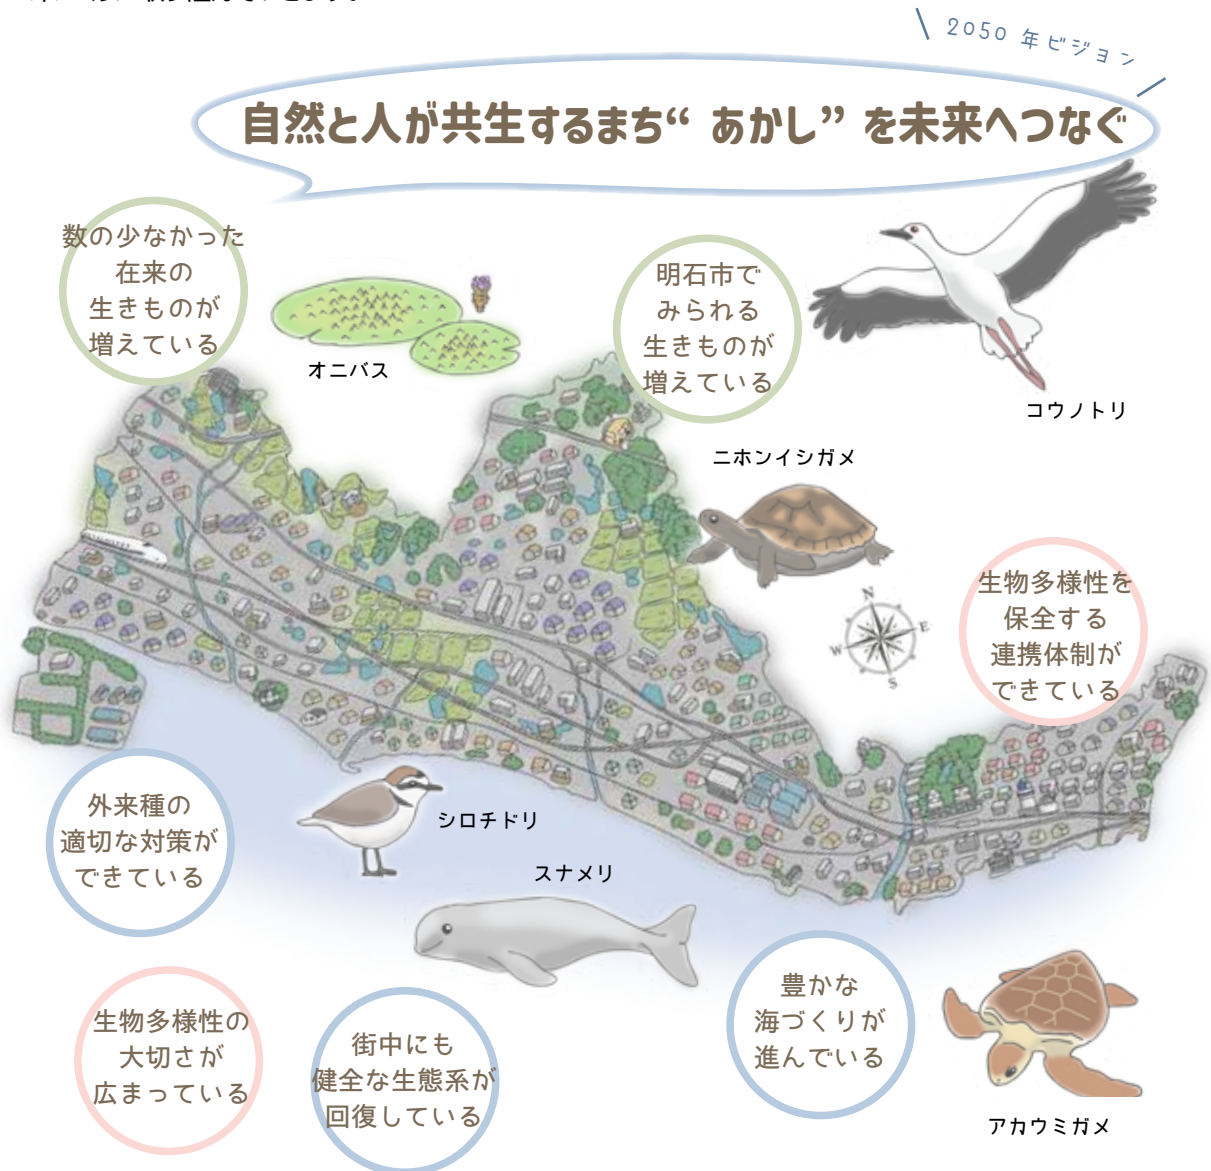 2050 年ビジョン
自然と人が共生するまち“ あかし” を未来へつなぐ
数の少なかった
在来の
生きものが
増えている
オニバス
明石市で
みられる
生きものが
増えている
コウノトリ
ニホンイシガメ
N
E
W
S
生物多様性を
保全する
連携体制が
できている
外来種の
適切な対策が
できている
シロチドリ
スナメリ
生物多様性の
大切さが
広まっている
街中にも
健全な生態系が
回復している
豊かな
海づくりが
進んでいる
アカウミガメ